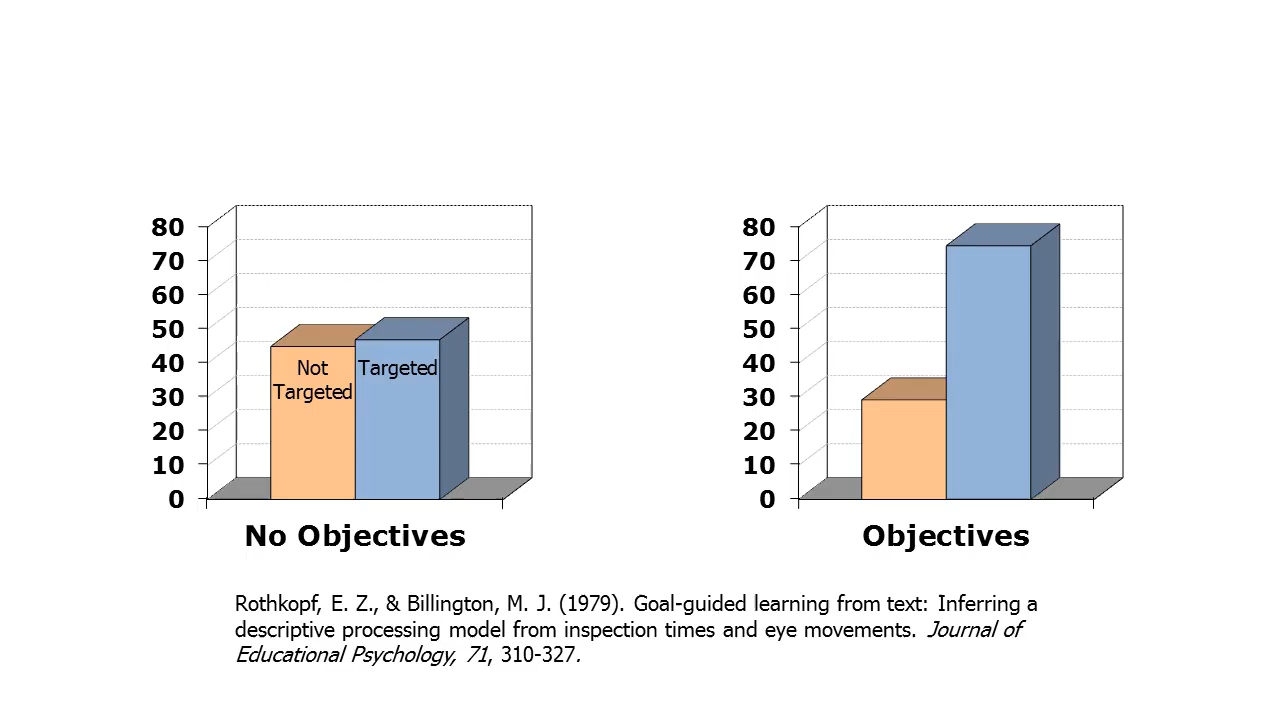 80
70
60
50
40
30
20
10
0
Not
Targeted
Targeted
No Objectives
80
70
60
50
40
30
20
10
0
Objectives
Rothkopf, E. Z., & Billington, M. J. (1979). Goal-guided learning from text: Inferring a
descriptive processing model from inspection times and eye movements. Journal of
Educational Psychology, 71, 310-327.